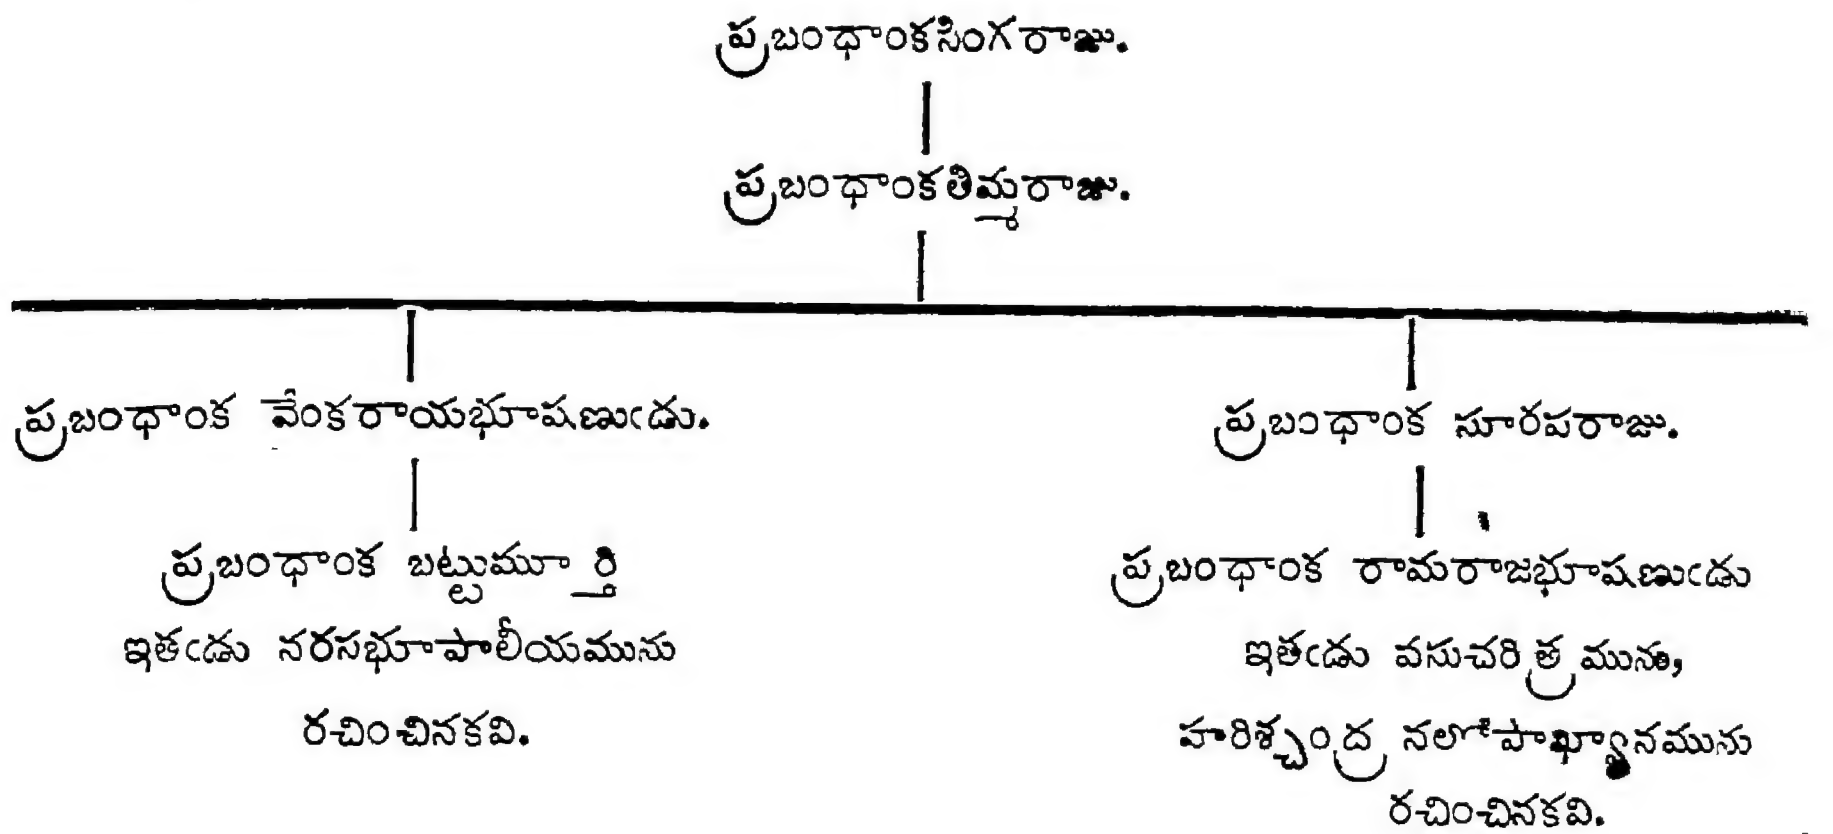 ప్రబంధాంకసింగరాజు.
ప్రబంధాంకతిమ్మరాజు.
ప్రబంధాంక వేంకరాయభూషణుఁడు.
ప్రబంధాంక సూరపరాజు.
ప్రబంధాంక బట్టుమూర్తి
ఇతఁడు నరసభూపాలీయమును
రచించినకవి.
ప్రబంధాంక రామరాజభూషణుఁడు
ఇతఁడు వసుచరిత్రమును,
హరిశ్చంద్ర నలోపాఖ్యానమును
రచించినకవి.